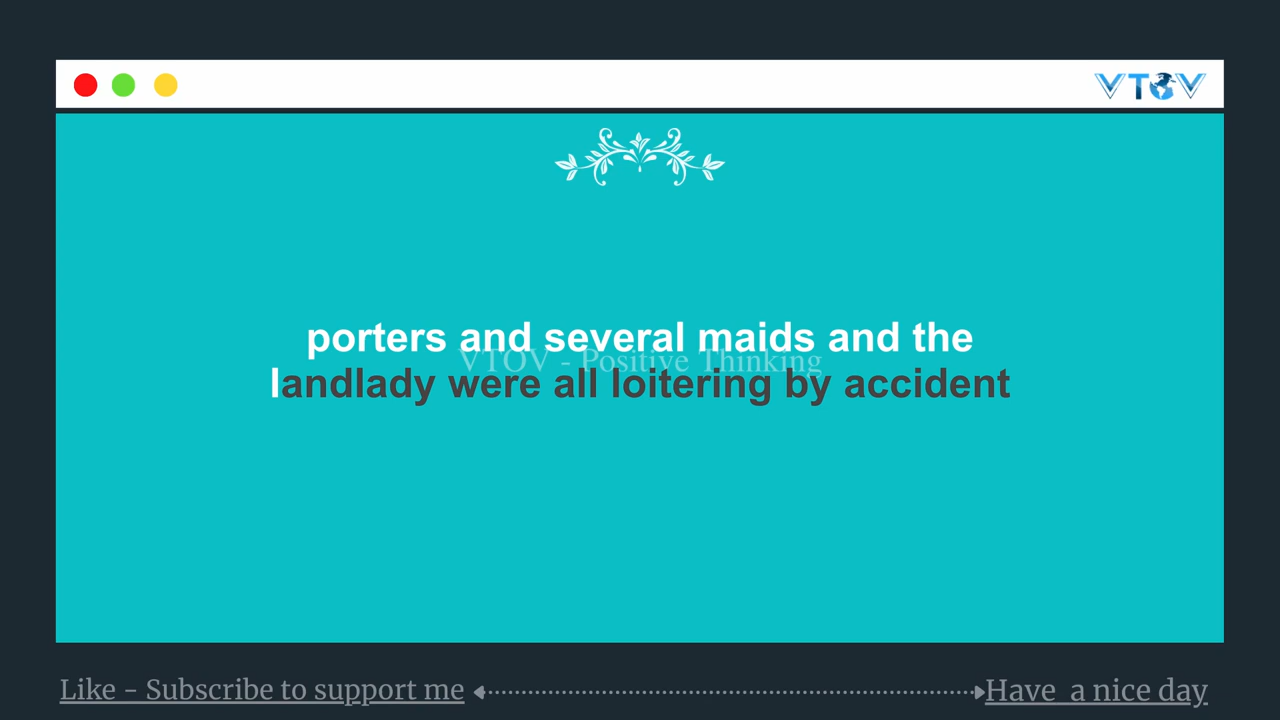 VTOV
porters and several maids and the
VTOV - Positive Thinking
landlady were all loitering by accident
Like - Subscribe to support me
Have a nice day